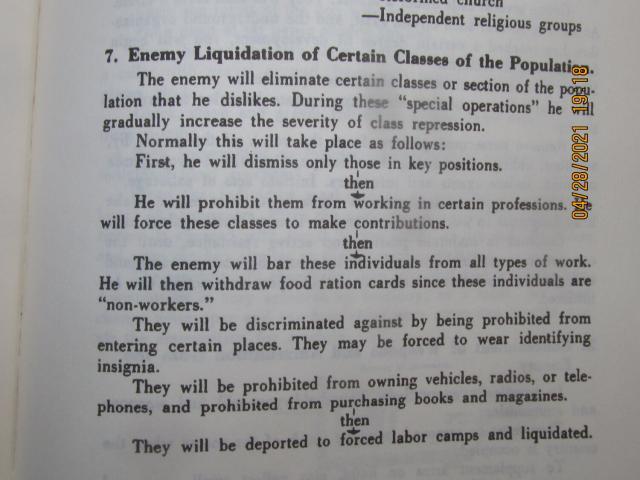 —Independent religious groups
7. Enemy Liquidation of Certain Classes of the Population.
The enemy will eliminate certain classes or section of the popu-
lation that he dislikes. During these “special operations” he will
gradually increase the severity of class repression.
Normally this will take place as follows:
First, he will dismiss only those in key positions.
then
He will prohibit them from working in certain professions. He
will force these classes to make contributions.
then
The enemy will bar these individuals from all types of work.
He will then withdraw food ration cards since these individuals are
“non-workers.”
They will be discriminated against by being prohibited from
entering certain places. They may be forced to wear identifying
insignia.
They will be prohibited from owning vehicles, radios, or tele-
phones, and prohibited from purchasing books and magazines.
then
They will be deported to forced labor camps and liquidated.
04/28/2021 19:18